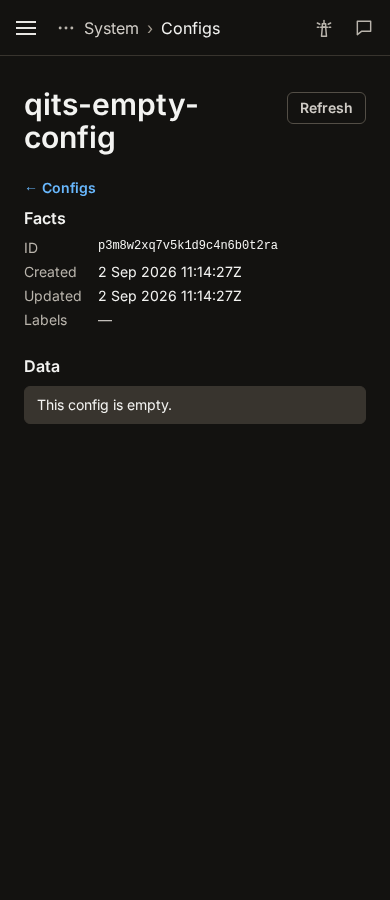 ··· System › Configs
qits-empty-
config
Refresh
← Configs
Facts
ID p3m8w2xq7v5k1d9c4n6b0t2ra
Created 2 Sep 2026 11:14:27Z
Updated 2 Sep 2026 11:14:27Z
Labels —
Data
This config is empty.